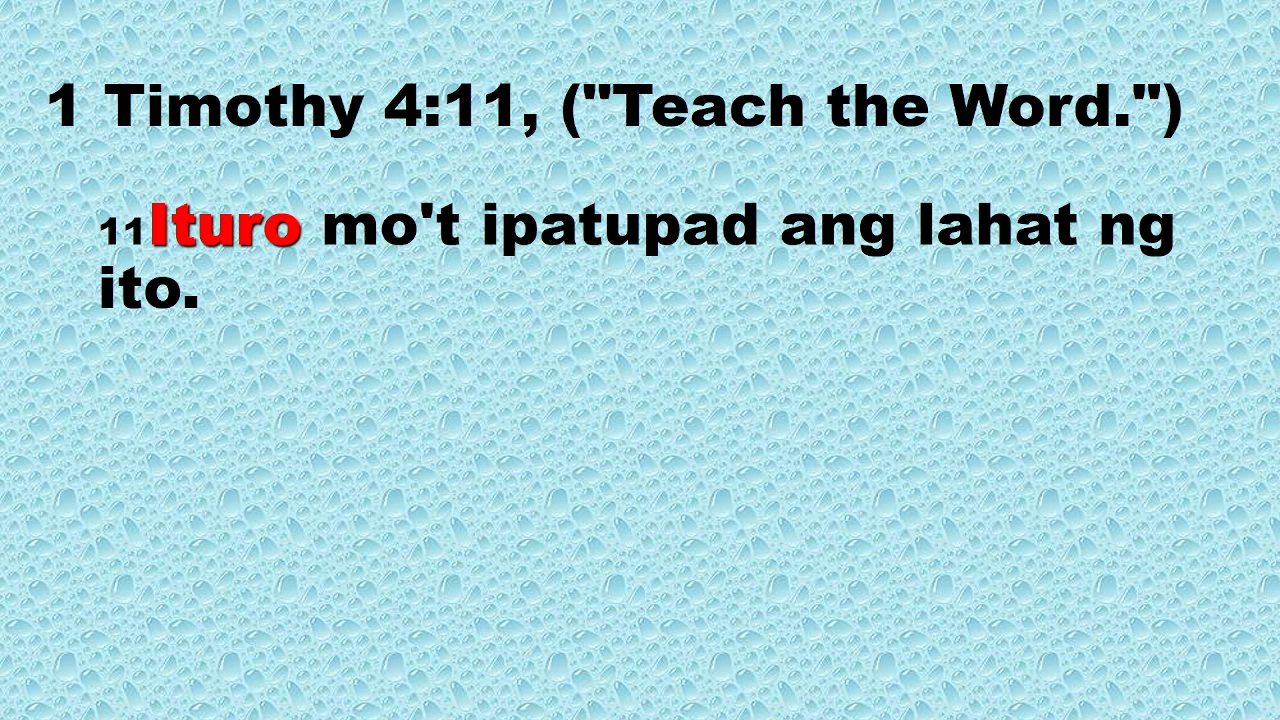 1 Timothy 4:11, ("Teach the Word.")
11Ituro mo't ipatupad ang lahat ng
ito.